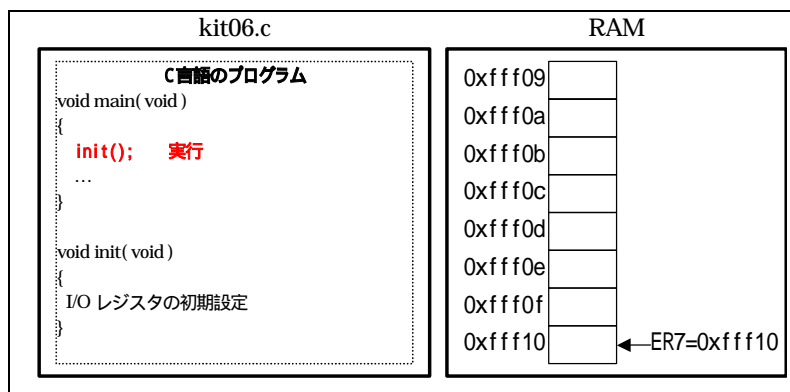 kit06.c
C言語のプログラム
void main( void )
{
init(); 実行
…
}
void init( void )
{
I/O レジスタの初期設定
}
RAM
0xfff09
0xfff0a
0xfff0b
0xfff0c
0xfff0d
0xfff0e
0xfff0f
0xfff10
ER7=0xfff10